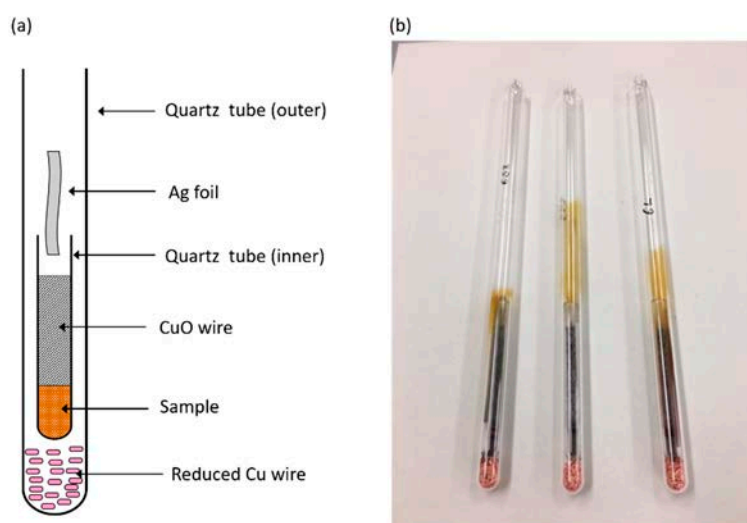 (a)
(b)
Quartz tube (outer)
Ag foil
Quartz tube (inner)
CuO wire
Sample
Reduced Cu wire